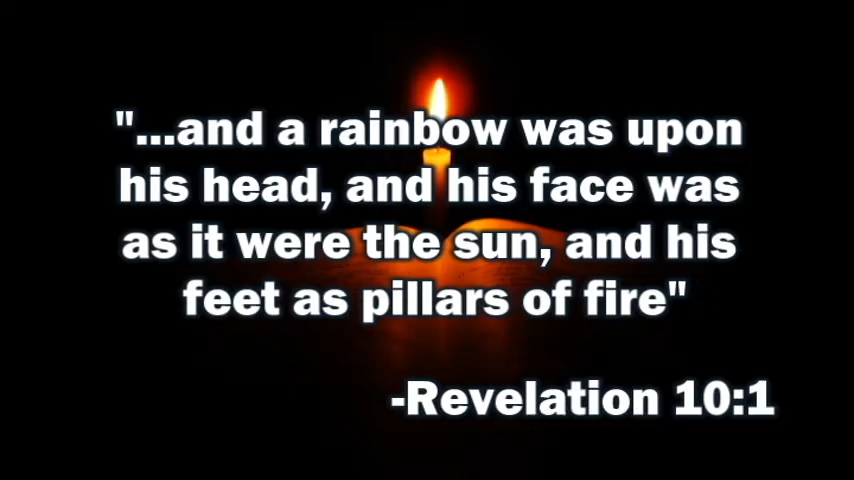 "...and a rainbow was upon
his head, and his face was
as it were the sun, and his
feet as pillars of fire"
-Revelation 10:1